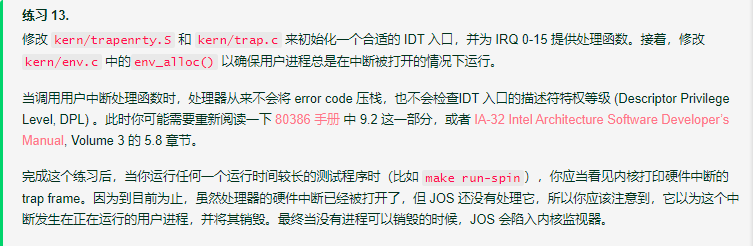 练习 13.
修改 kern/trapenrty.S 和 kern/trap.c 来初始化一个合适的 IDT 入口，并为 IRQ 0-15 提供处理函数。接着，修改
kern/env.c 中的 env_alloc() 以确保用户进程总是在中断被打开的情况下运行。
当调用用户中断处理函数时，处理器从来不会将 error code 压栈，也不会检查IDT 入口的描述符特权等级 (Descriptor Privilege
Level, DPL) 。此时你可能需要重新阅读一下 80386 手册 中 9.2 这一部分，或者 IA-32 Intel Architecture Software Developer's
Manual, Volume 3 的 5.8 章节。
完成这个练习后，当你运行任何一个运行时间较长的测试程序时（比如 make run-spin ），你应当看见内核打印硬件中断的
trap frame。因为到目前为止，虽然处理器的硬件中断已经被打开了，但 JOS 还没有处理它，所以你应该注意到，它以为这个中
断发生在正在运行的用户进程，并将其销毁。最终当没有进程可以销毁的时候，JOS 会陷入内核监视器。